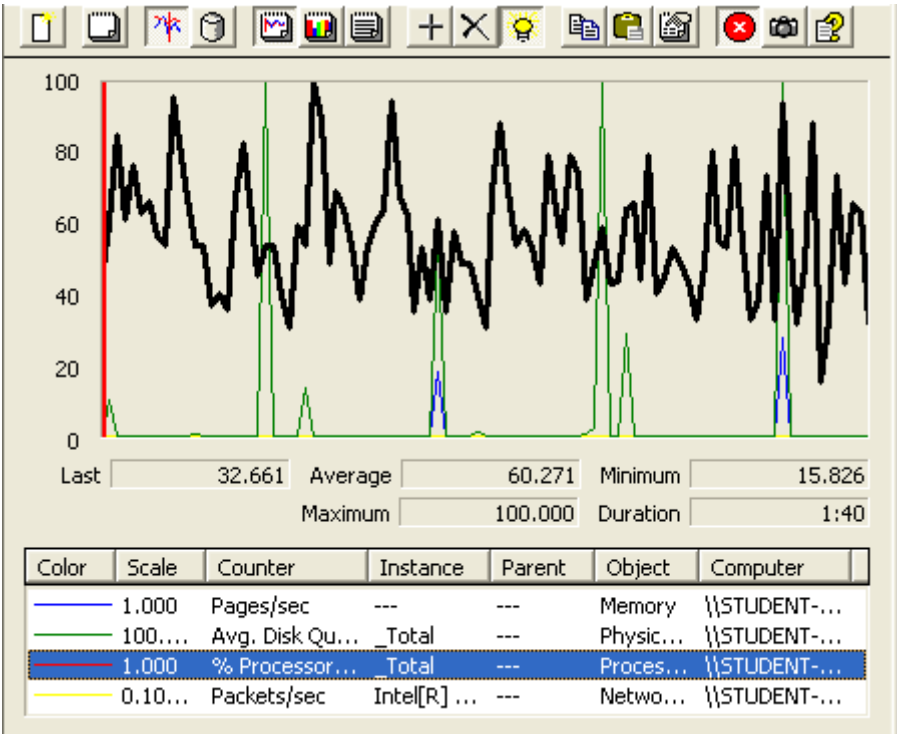 100
80
60
40
20
0
Last 32.661 Average 60.271 Minimum 15.826
Maximum 100.000 Duration 1:40
Color Scale Counter Instance Parent Object Computer
1.000 Pages/sec --- --- Memory \\STUDENT-...
100.... Avg. Disk Qu... _Total --- Physic... \\STUDENT-...
1.000 % Processor... _Total --- Proces... \\STUDENT-...
0.10... Packets/sec Intel[R] ... --- Netwo... \\STUDENT-...